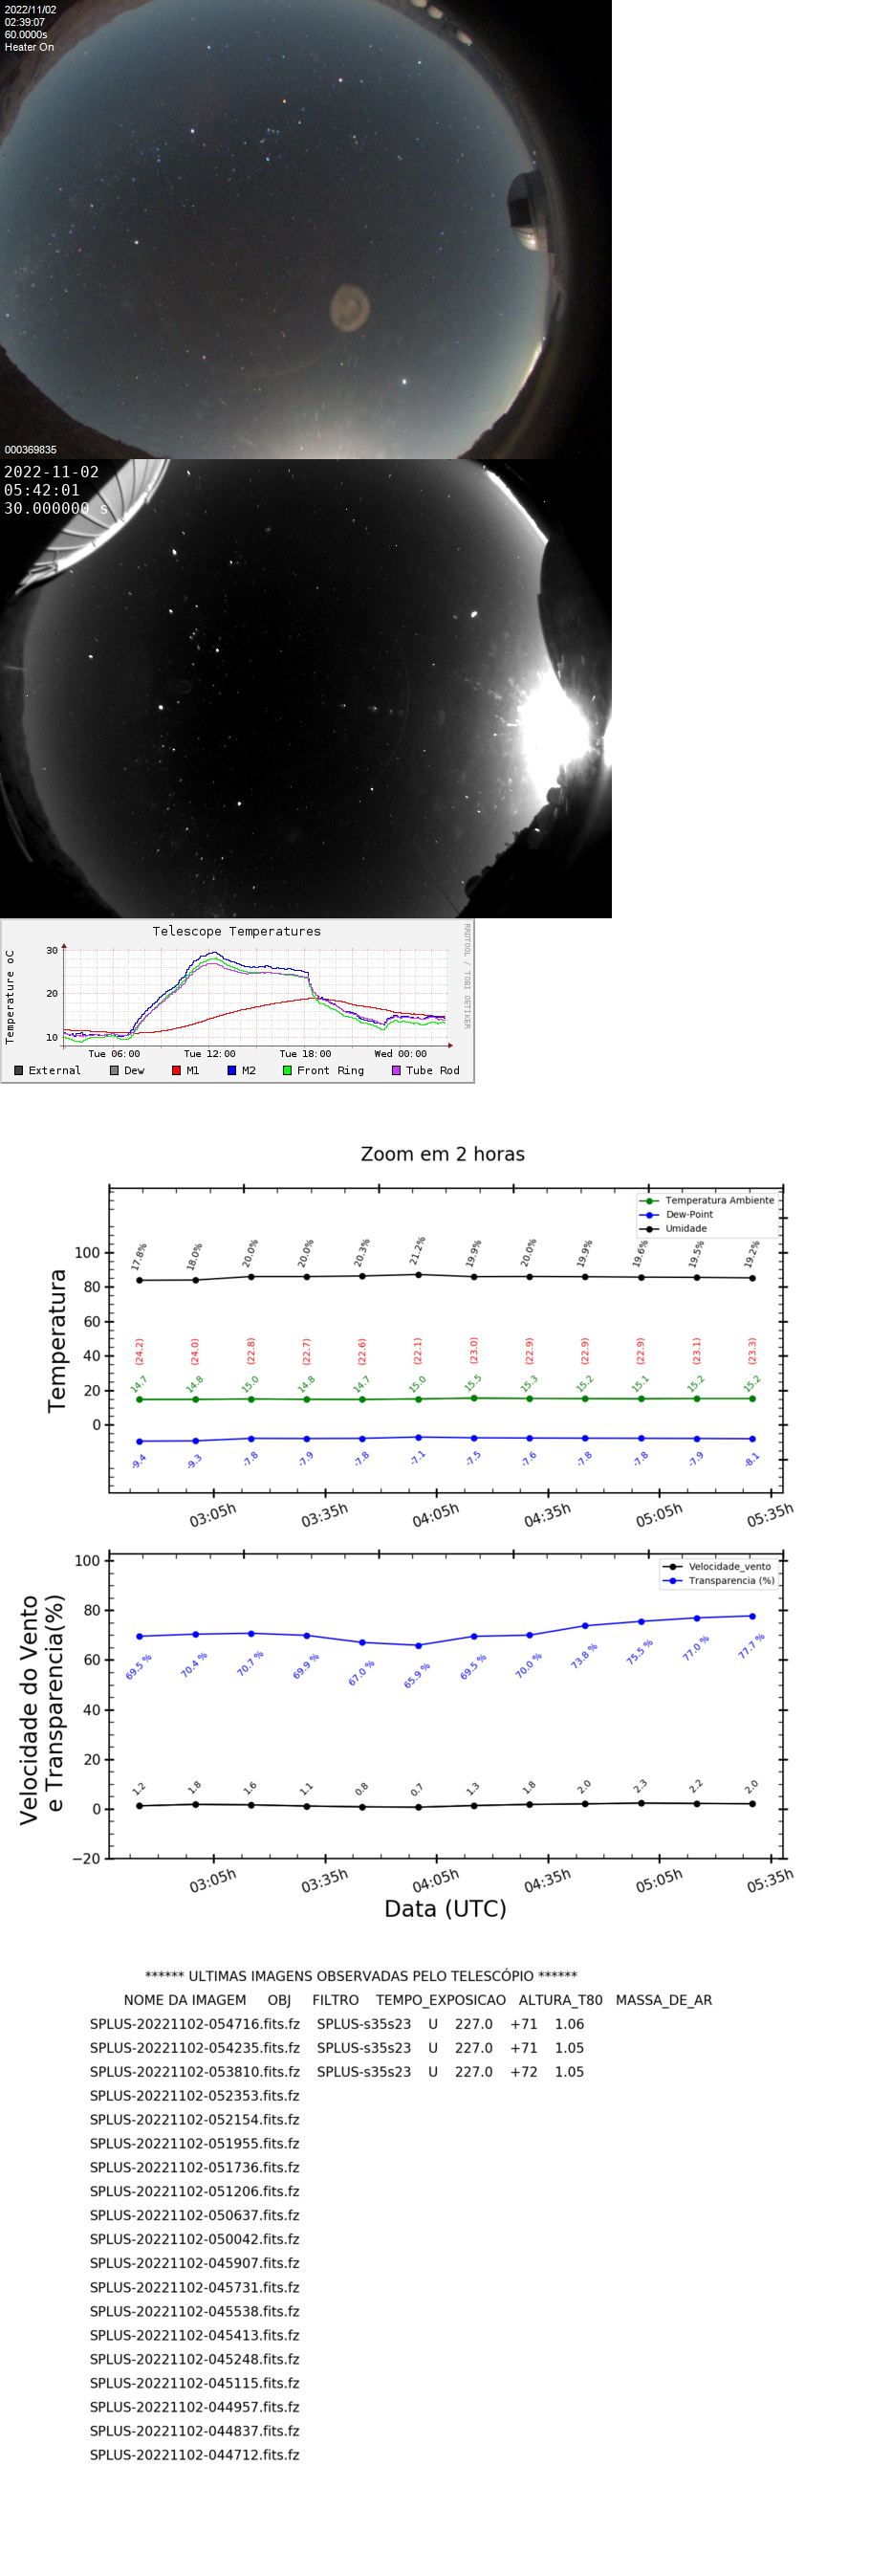 2022/11/02
02:39:07
60.0000s
Heater On
000369835
2022-11-02
05:42:01
30.000000 s
Telescope Temperatures
RRDTOOL / TOBI OETIKER
Temperature oC
30
20
10
Tue 06:00 Tue 12:00 Tue 18:00 Wed 00:00
External Dew M1 M2 Front Ring Tube Rod
Zoom em 2 horas
Temperatura Ambiente
Dew-Point
Umidade
Temperatura
100
80
60
40
20
0
17.8% 18.0% 20.0% 20.0% 20.3% 21.2% 19.9% 20.0% 19.9% 19.6% 19.5% 19.2%
(24.2) (24.0) (22.8) (22.7) (22.6) (22.1) (23.0) (22.9) (22.9) (22.9) (23.1) (23.3)
14.7 14.8 15.0 14.8 14.7 15.0 15.5 15.3 15.2 15.1 15.2 15.2
-9.4 -9.3 -7.8 -7.9 -7.8 -7.1 -7.5 -7.6 -7.8 -7.8 -7.9 -8.1
03:05h 03:35h 04:05h 04:35h 05:05h 05:35h
Velocidade_vento
Transparencia (%)
Velocidade do Vento
e Transparencia(%)
100
80
60
40
20
0
−20
69.5 % 70.4 % 70.7 % 69.9 % 67.0 % 65.9 % 69.5 % 70.0 % 73.8 % 75.5 % 77.0 % 77.7 %
1.2 1.8 1.6 1.1 0.8 0.7 1.3 1.8 2.0 2.3 2.2 2.0
03:05h 03:35h 04:05h 04:35h 05:05h 05:35h
Data (UTC)
****** ULTIMAS IMAGENS OBSERVADAS PELO TELESCÓPIO ******
NOME DA IMAGEM OBJ FILTRO TEMPO_EXPOSICAO ALTURA_T80 MASSA_DE_AR
SPLUS-20221102-054716.fits.fz SPLUS-s35s23 U 227.0 +71 1.06
SPLUS-20221102-054235.fits.fz SPLUS-s35s23 U 227.0 +71 1.05
SPLUS-20221102-053810.fits.fz SPLUS-s35s23 U 227.0 +72 1.05
SPLUS-20221102-052353.fits.fz
SPLUS-20221102-052154.fits.fz
SPLUS-20221102-051955.fits.fz
SPLUS-20221102-051736.fits.fz
SPLUS-20221102-051206.fits.fz
SPLUS-20221102-050637.fits.fz
SPLUS-20221102-050042.fits.fz
SPLUS-20221102-045907.fits.fz
SPLUS-20221102-045731.fits.fz
SPLUS-20221102-045538.fits.fz
SPLUS-20221102-045413.fits.fz
SPLUS-20221102-045248.fits.fz
SPLUS-20221102-045115.fits.fz
SPLUS-20221102-044957.fits.fz
SPLUS-20221102-044837.fits.fz
SPLUS-20221102-044712.fits.fz